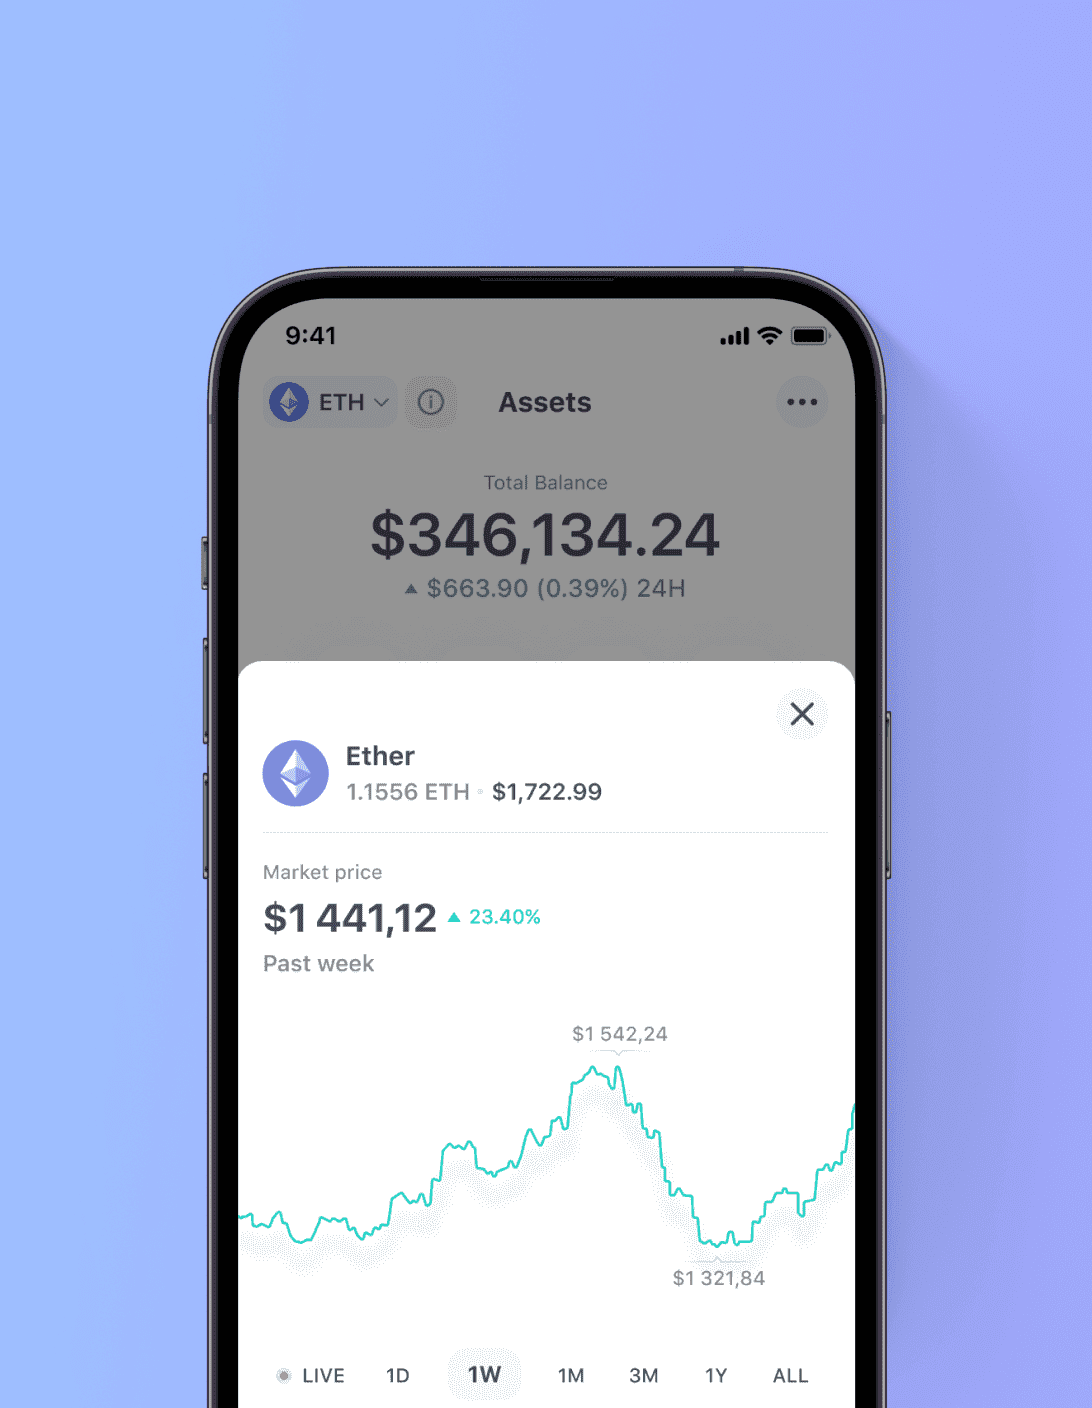 9:41
ETH Assets
Total Balance
$346,134.24
$663.90 (0.39%) 24H
Ether
1.1556 ETH • $1,722.99
Market price
$1 441,12 23.40%
Past week
$1 542,24
$1 321,84
LIVE 1D 1W 1M 3M 1Y ALL